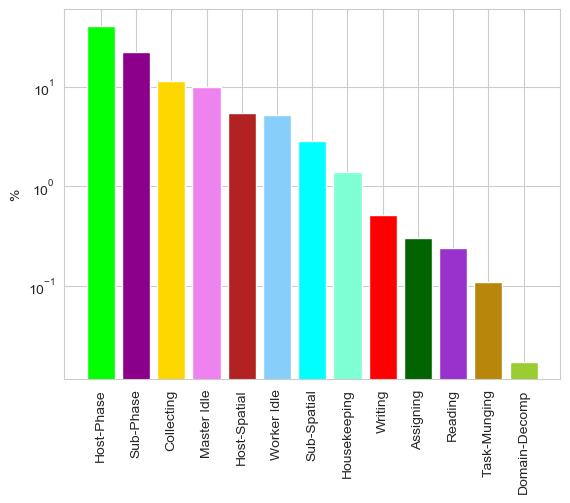 %
10¹
10⁰
10⁻¹
Host-Phase
Sub-Phase
Collecting
Master Idle
Host-Spatial
Worker Idle
Sub-Spatial
Housekeeping
Writing
Assigning
Reading
Task-Munging
Domain-Decomp